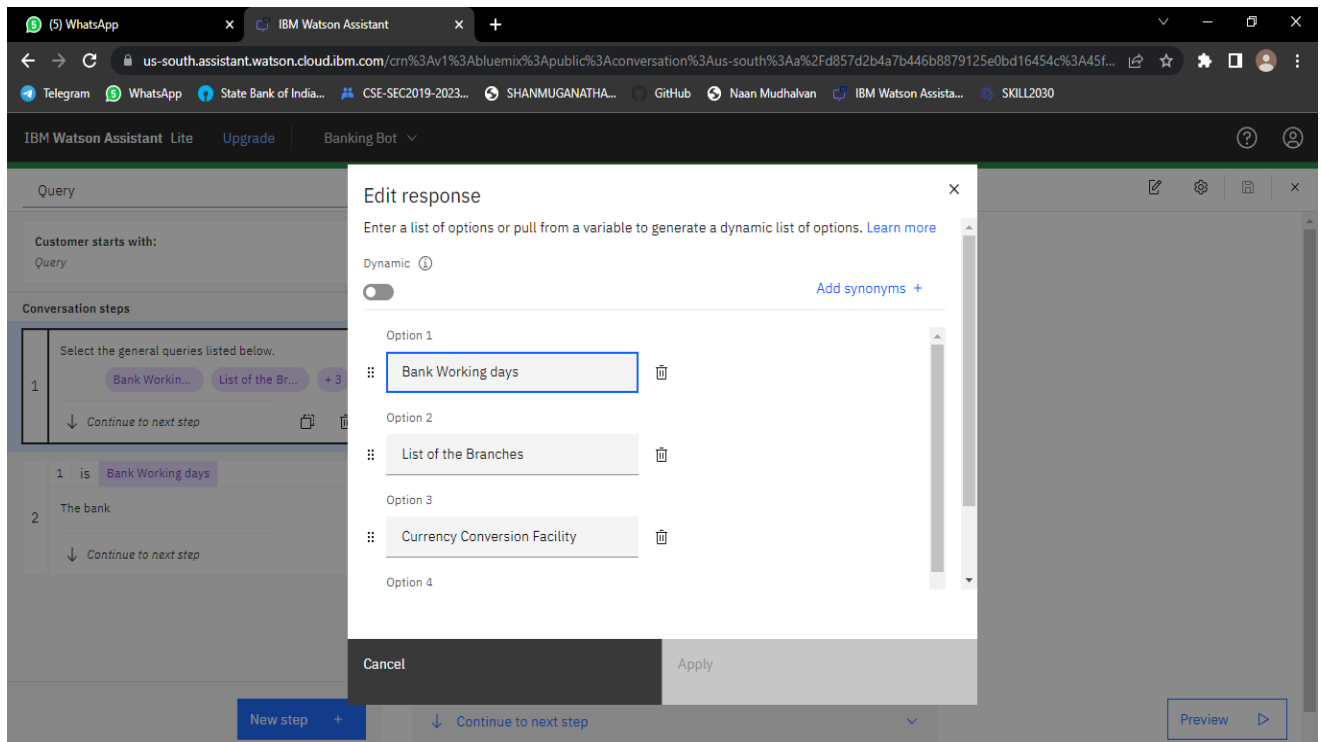 (5) WhatsApp
IBM Watson Assistant
us-south.assistant.watson.cloud.ibm.com/crn%3Av1%3Abluemix%3Apublic%3Aconversation%3Aus-south%3Aa%2Fd857d2b4a7b446b8879125e0bd16454c%3A45f...
Telegram WhatsApp State Bank of India... CSE-SEC2019-2023... SHANMUGANATHA... GitHub Naan Mudhalvan IBM Watson Assista... SKILL2030
IBM Watson Assistant Lite Upgrade Banking Bot
Query
Customer starts with:
Query
Conversation steps
1
Select the general queries listed below.
Bank Workin... List of the Br... + 3
Continue to next step
1 is Bank Working days
2
The bank
Continue to next step
New step +
Edit response
Enter a list of options or pull from a variable to generate a dynamic list of options. Learn more
Dynamic
Add synonyms +
Option 1
Bank Working days
Option 2
List of the Branches
Option 3
Currency Conversion Facility
Option 4
Cancel
Apply
Continue to next step
Preview